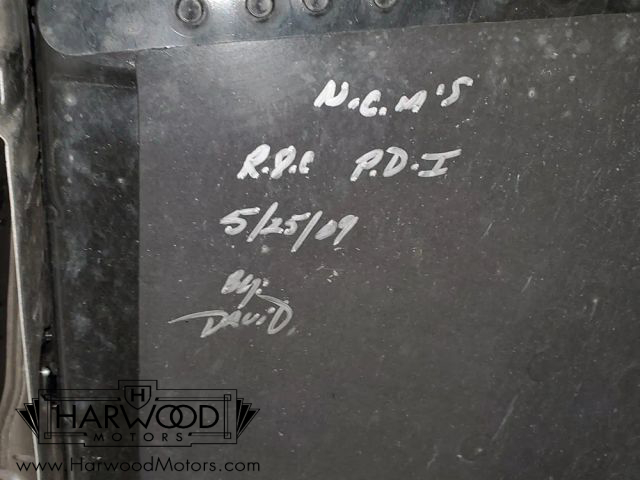 N.C.M'S
R.P.C P.D.I
5/25/09
By:
DAViD
H
HARWOOD
MOTORS
www.HarwoodMotors.com